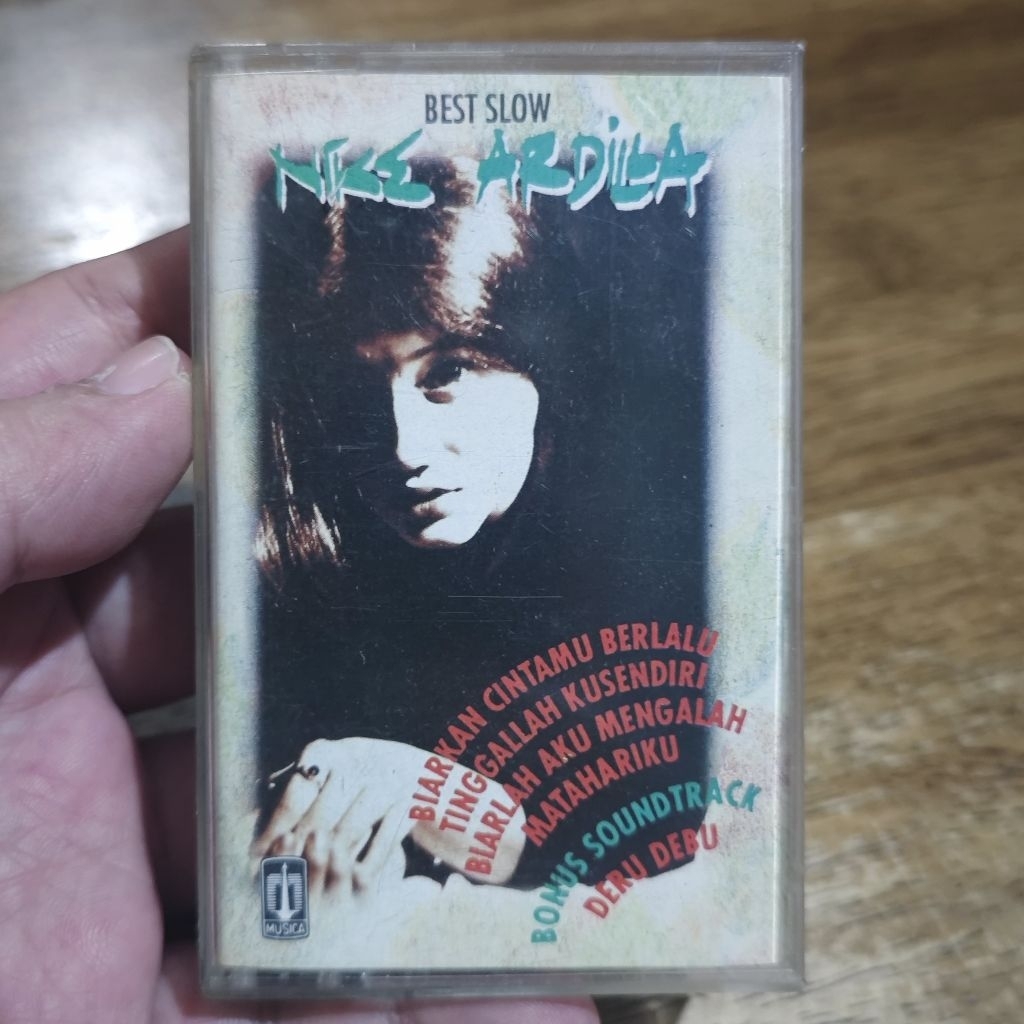 BEST SLOW
NIKE ARDILLA
BIARKAN CINTAMU BERLALU
TINGGALLAH KUSENDIRI
BIARLAH AKU MENGALAH
MATAHARIKU
BONUS SOUNDTRACK
DERU DEBU
MUSICA